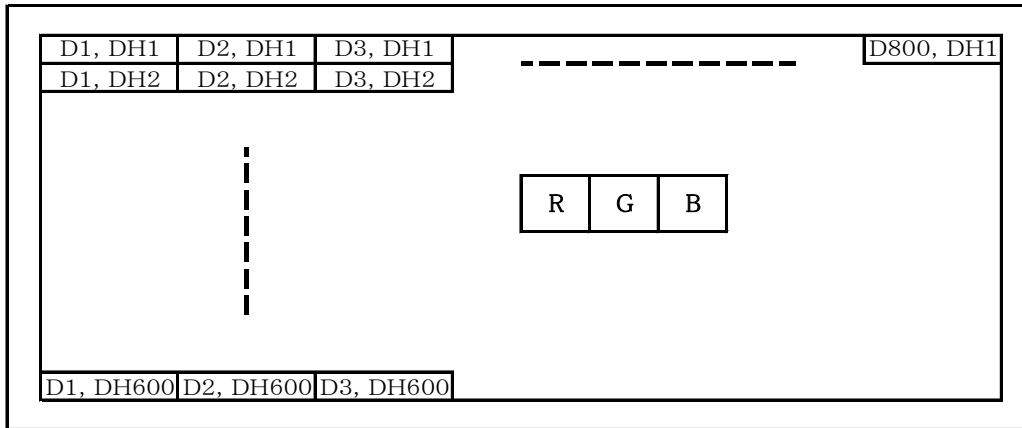 D1, DH1 D2, DH1 D3, DH1 D800, DH1
D1, DH2 D2, DH2 D3, DH2
R G B
D1, DH600 D2, DH600 D3, DH600